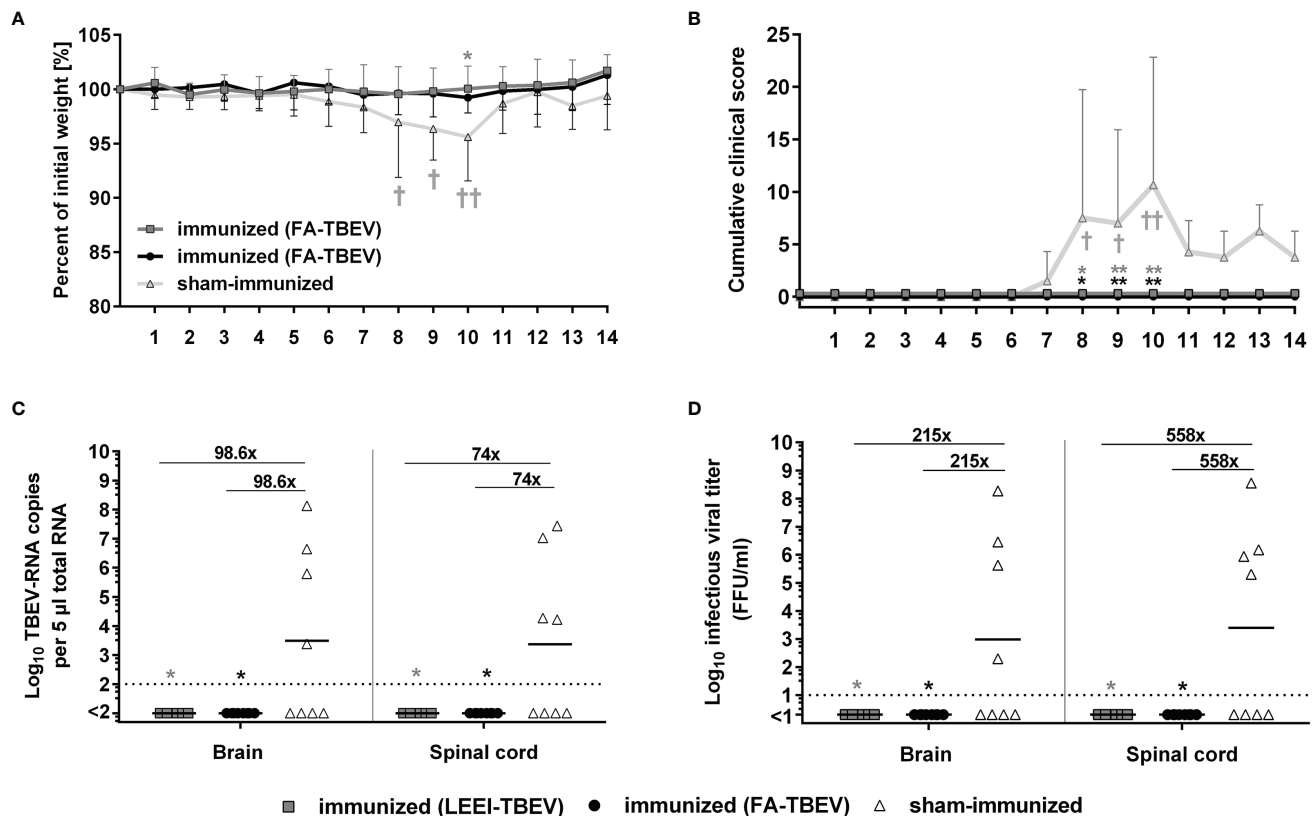 A
Percent of initial weight [%]
105
100
95
90
85
80
*
†
†
††
immunized (FA-TBEV)
immunized (FA-TBEV)
sham-immunized
1 2 3 4 5 6 7 8 9 10 11 12 13 14
B
Cumulative clinical score
25
20
15
10
5
0
†
†
††
* ** **
* ** **
1 2 3 4 5 6 7 8 9 10 11 12 13 14
C
Log10 TBEV-RNA copies
per 5 µl total RNA
10
9
8
7
6
5
4
3
2
<2
98.6x
98.6x
74x
74x
* *
* *
Brain
Spinal cord
D
Log10 infectious viral titer
(FFU/ml)
10
9
8
7
6
5
4
3
2
1
<1
215x
215x
558x
558x
* *
* *
Brain
Spinal cord
immunized (LEEI-TBEV)
immunized (FA-TBEV)
sham-immunized